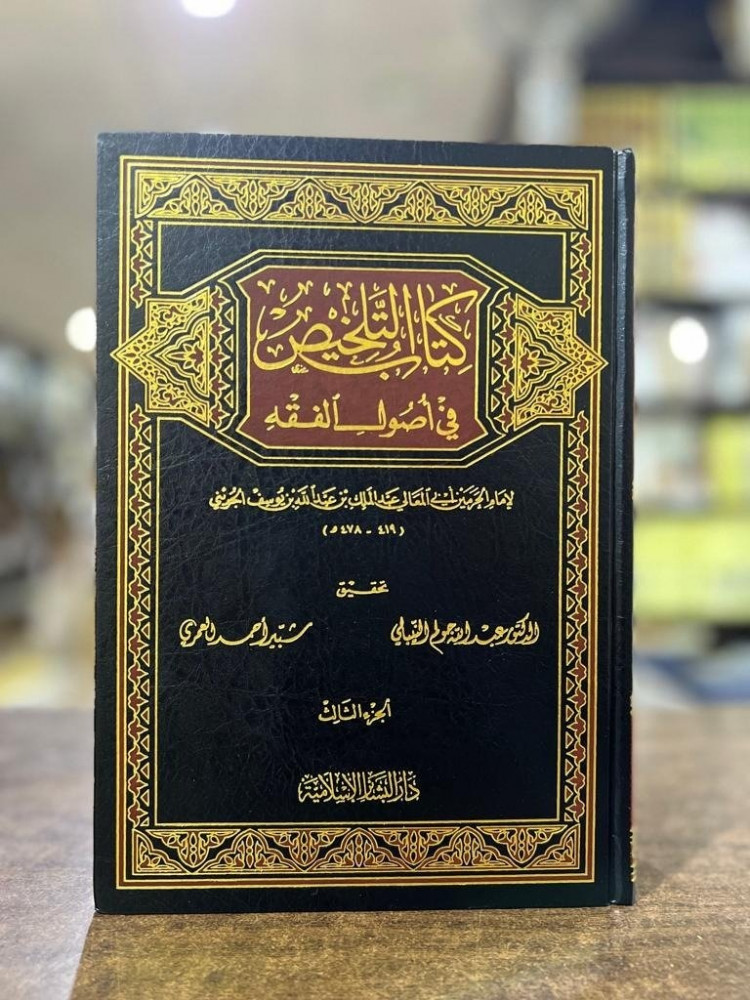 كتاب التلخيص
في أصول الفقه
لإمام الحرمين أبي المعالي عبد الملك بن عبد الله بن يوسف الجويني
(٤١٩ - ٤٧٨ هـ)
تحقيق
الدكتور عبد الله جولم النيبلي شبير أحمد العمري
الجزء الثالث
دار البشائر الإسلامية